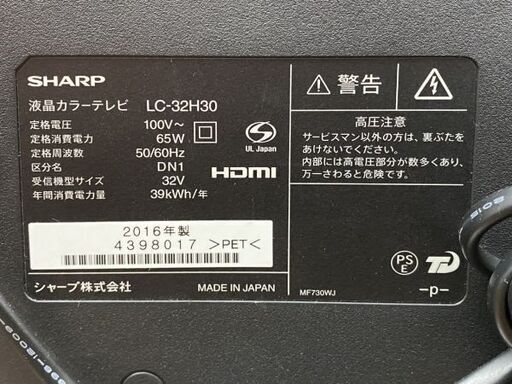 SHARP
液晶カラーテレビ LC-32H30
定格電圧 100V～
定格消費電力 65W
定格周波数 50/60Hz
区分名 DN1
受信機型サイズ 32V
年間消費電力量 39kWh/年
UL Japan
HDMI
2016年製
4398017 >PET<
シャープ株式会社 MADE IN JAPAN
警告
高圧注意
サービスマン以外の方は、裏ぶたを
あけないでください。
内部には高電圧部分が数多くあり、
万一さわると危険です。
PS
E
MF730WJ
-p-